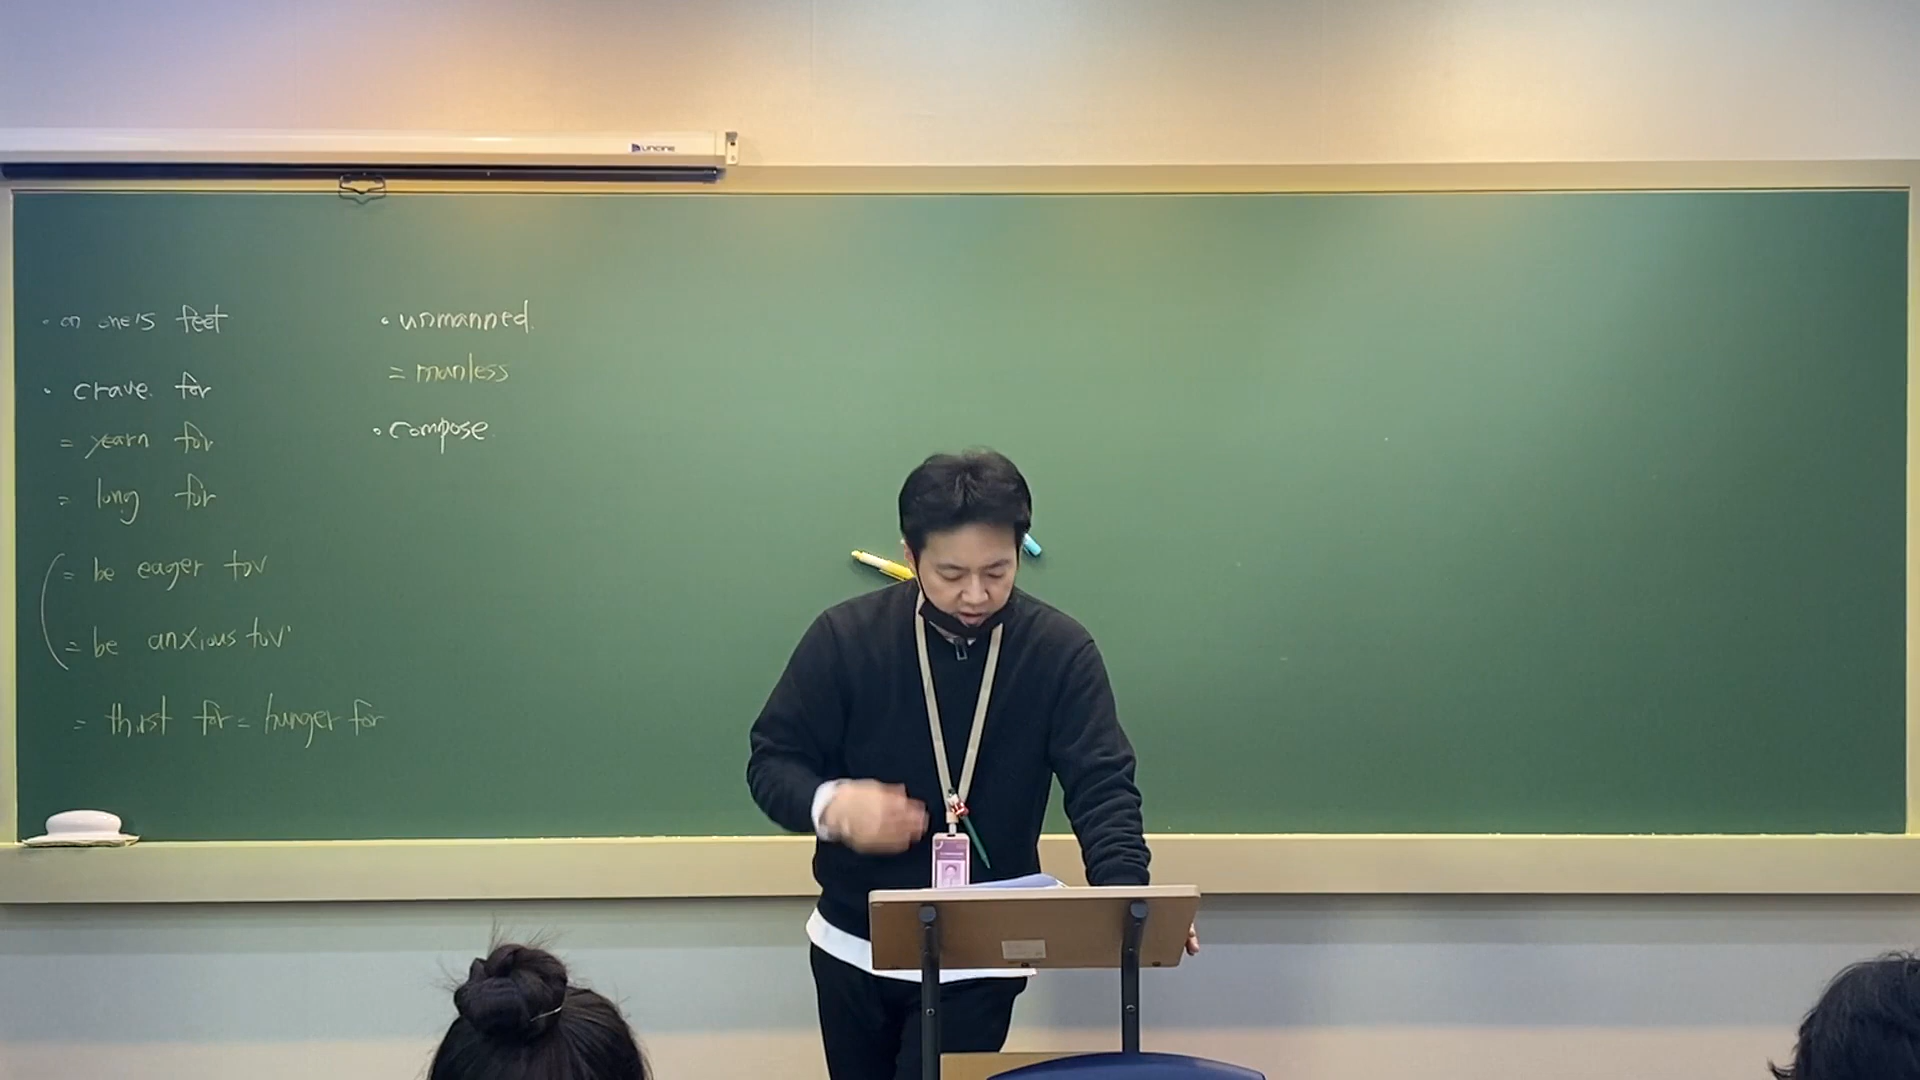 UNCINE
· on one's feet
· crave for
= yearn for
= long for
= be eager to v
= be anxious to v
= thirst for = hunger for
· unmanned
= manless
· compose